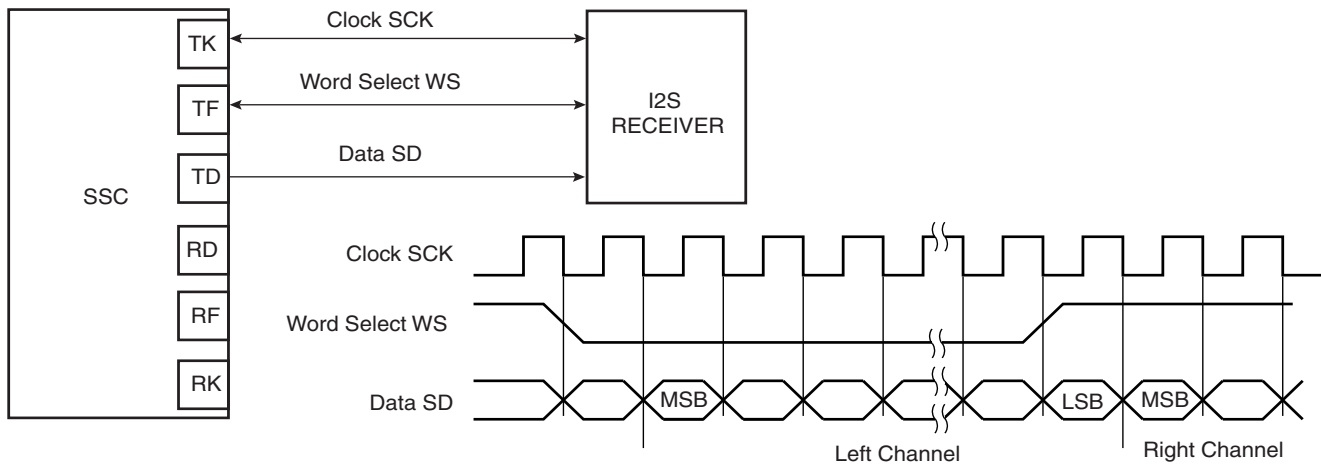 Clock SCK
TK
Word Select WS
TF
I2S
RECEIVER
Data SD
TD
SSC
RD
RF
RK
Clock SCK
Word Select WS
Data SD
MSB
LSB
MSB
Left Channel
Right Channel